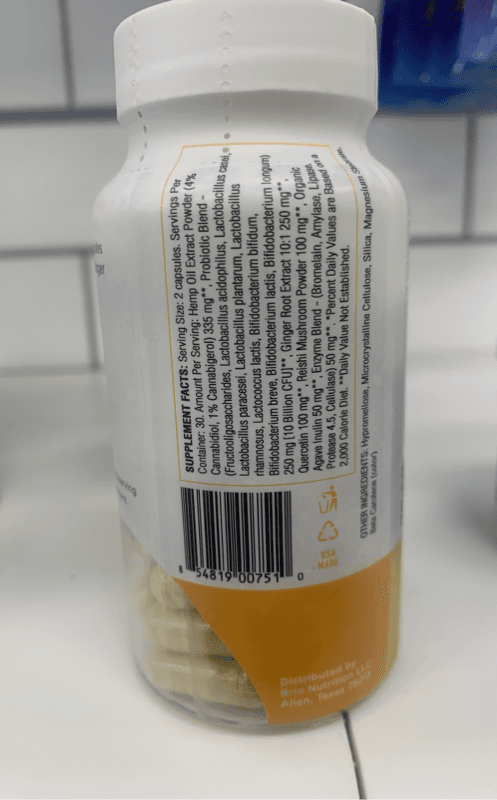 SUPPLEMENT FACTS: Serving Size: 2 capsules. Servings Per
Container: 30. Amount Per Serving: Hemp Oil Extract Powder (4%
Cannabidiol, 1% Cannabigerol) 335 mg**, Probiotic Blend -
(Fructooligosaccharides, Lactobacillus acidophilus, Lactobacillus casei,
Lactobacillus paracesei, Lactobacillus plantarum, Lactobacillus
rhamnosus, Lactococcus lactis, Bifidobacterium bifidum,
Bifidobacterium breve, Bifidobacterium lactis, Bifidobacterium longum)
250 mg [10 Billion CFU]**, Ginger Root Extract 10:1 250 mg**,
Quercetin 100 mg**, Reishi Mushroom Powder 100 mg**, Organic
Agave Inulin 50 mg**, Enzyme Blend - (Bromelain, Amylase, Lipase,
Protease 4.5, Cellulase) 50 mg**. *Percent Daily Values are Based on a
2,000 Calorie Diet. **Daily Value Not Established.
OTHER INGREDIENTS: Hypromellose, Microcrystalline Cellulose, Silica, Magnesium
Beta Carotene (color)
8 54819 00751 0
USA
MADE
Distributed by
Brio Nutrition LLC
Allen, Texas